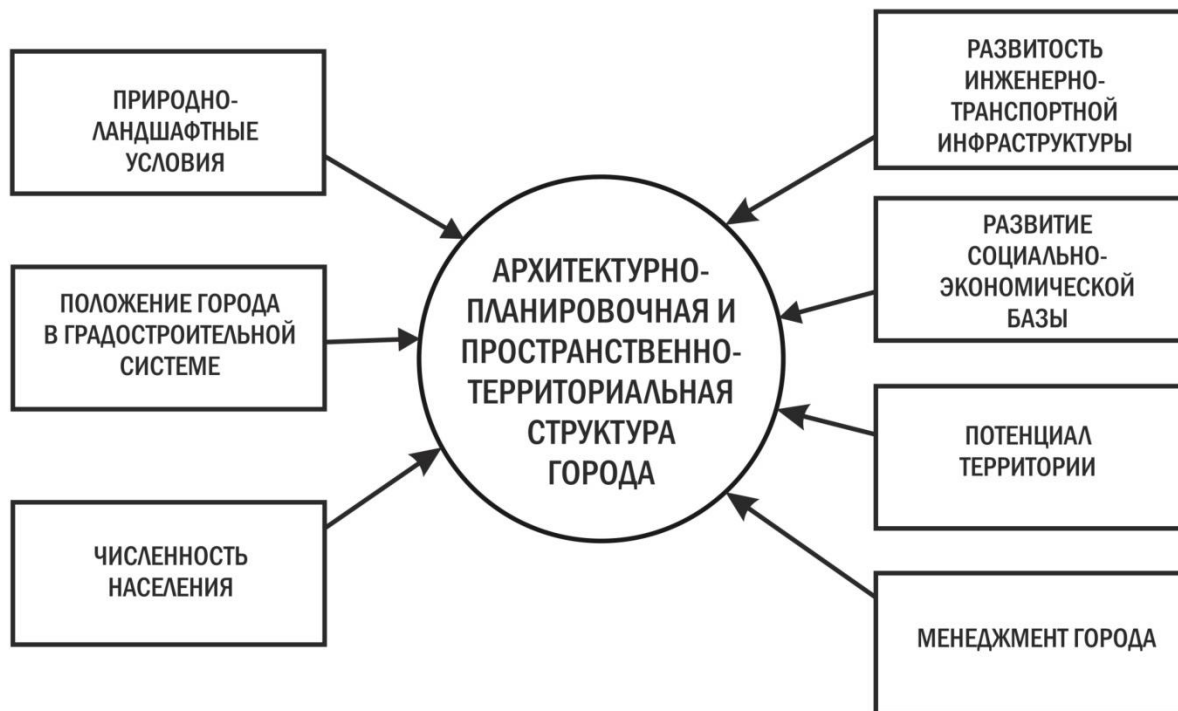 ПРИРОДНО-
ЛАНДШАФТНЫЕ
УСЛОВИЯ
ПОЛОЖЕНИЕ ГОРОДА
В ГРАДОСТРОИТЕЛЬНОЙ
СИСТЕМЕ
ЧИСЛЕННОСТЬ
НАСЕЛЕНИЯ
АРХИТЕКТУРНО-
ПЛАНИРОВОЧНАЯ И
ПРОСТРАНСТВЕННО-
ТЕРРИТОРИАЛЬНАЯ
СТРУКТУРА
ГОРОДА
РАЗВИТОСТЬ
ИНЖЕНЕРНО-
ТРАНСПОРТНОЙ
ИНФРАСТРУКТУРЫ
РАЗВИТИЕ
СОЦИАЛЬНО-
ЭКОНОМИЧЕСКОЙ
БАЗЫ
ПОТЕНЦИАЛ
ТЕРРИТОРИИ
МЕНЕДЖМЕНТ ГОРОДА